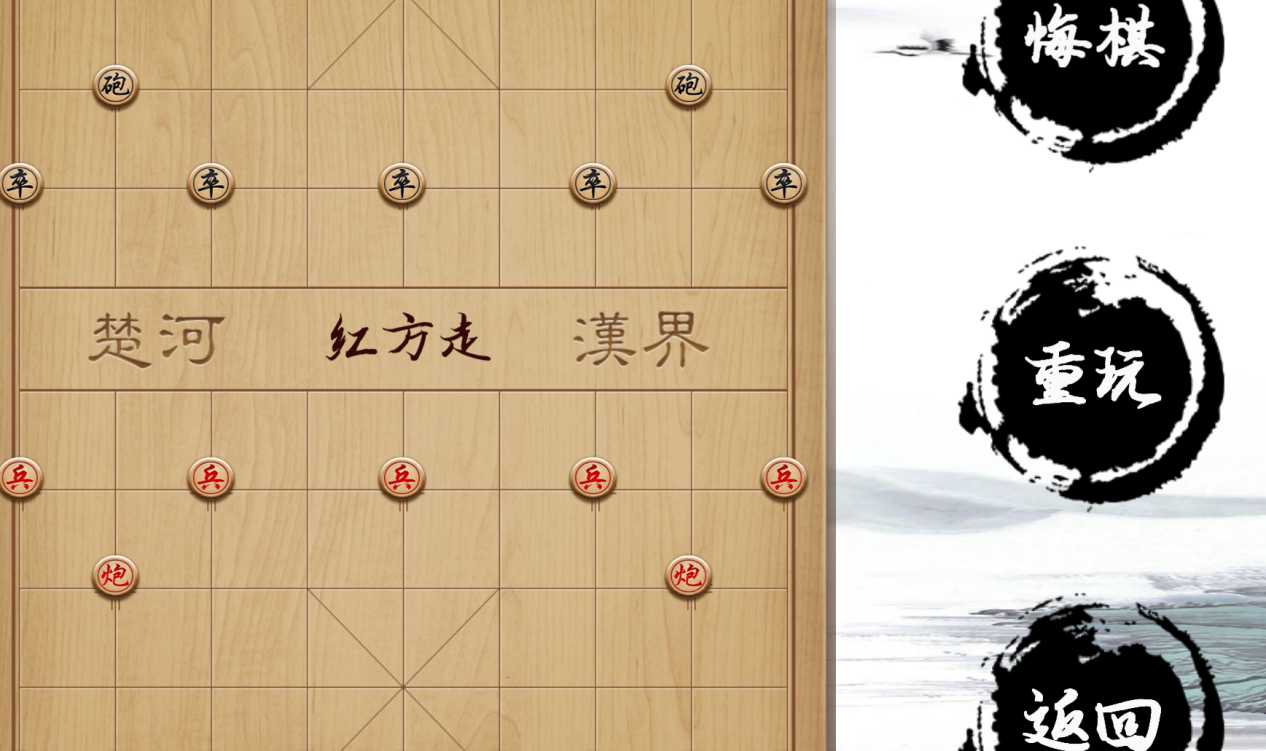 悔棋
砲 砲
卒 卒 卒 卒 卒
楚河 红方走 漢界
重玩
兵 兵 兵 兵 兵
炮 炮
返回